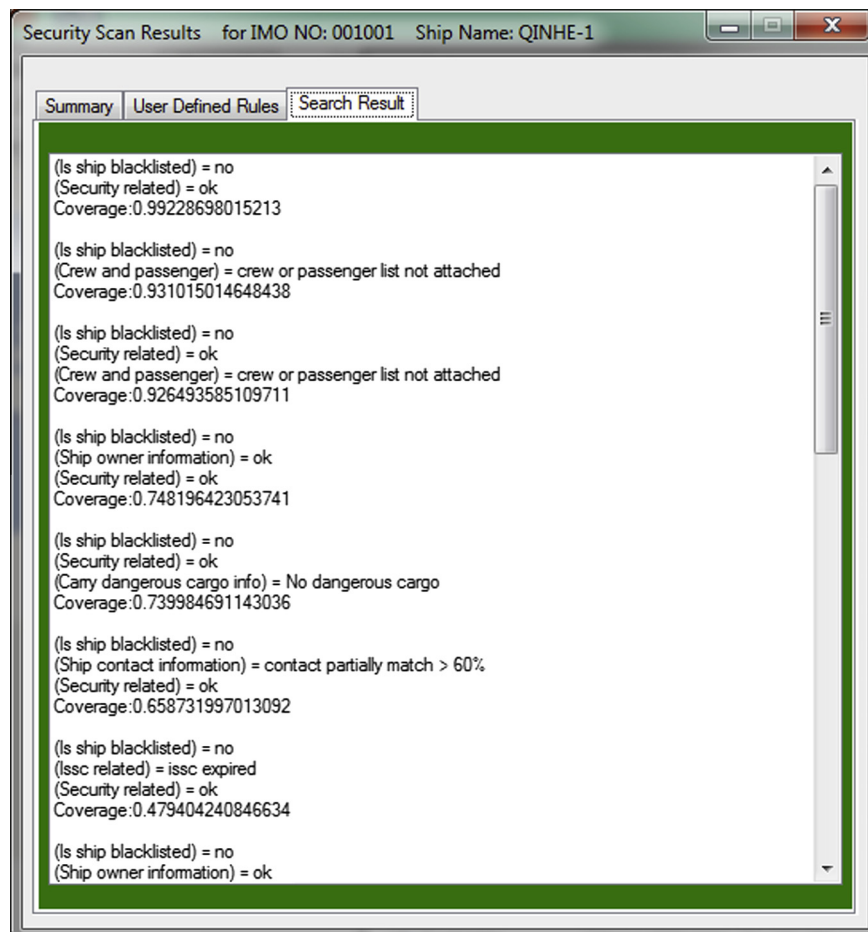 Security Scan Results for IMO NO: 001001 Ship Name: QINHE-1
Summary User Defined Rules Search Result
(Is ship blacklisted) = no
(Security related) = ok
Coverage:0.99228698015213
(Is ship blacklisted) = no
(Crew and passenger) = crew or passenger list not attached
Coverage:0.931015014648438
(Is ship blacklisted) = no
(Security related) = ok
(Crew and passenger) = crew or passenger list not attached
Coverage:0.926493585109711
(Is ship blacklisted) = no
(Ship owner information) = ok
(Security related) = ok
Coverage:0.748196423053741
(Is ship blacklisted) = no
(Security related) = ok
(Carry dangerous cargo info) = No dangerous cargo
Coverage:0.739984691143036
(Is ship blacklisted) = no
(Ship contact information) = contact partially match > 60%
(Security related) = ok
Coverage:0.658731997013092
(Is ship blacklisted) = no
(Issc related) = issc expired
(Security related) = ok
Coverage:0.479404240846634
(Is ship blacklisted) = no
(Ship owner information) = ok